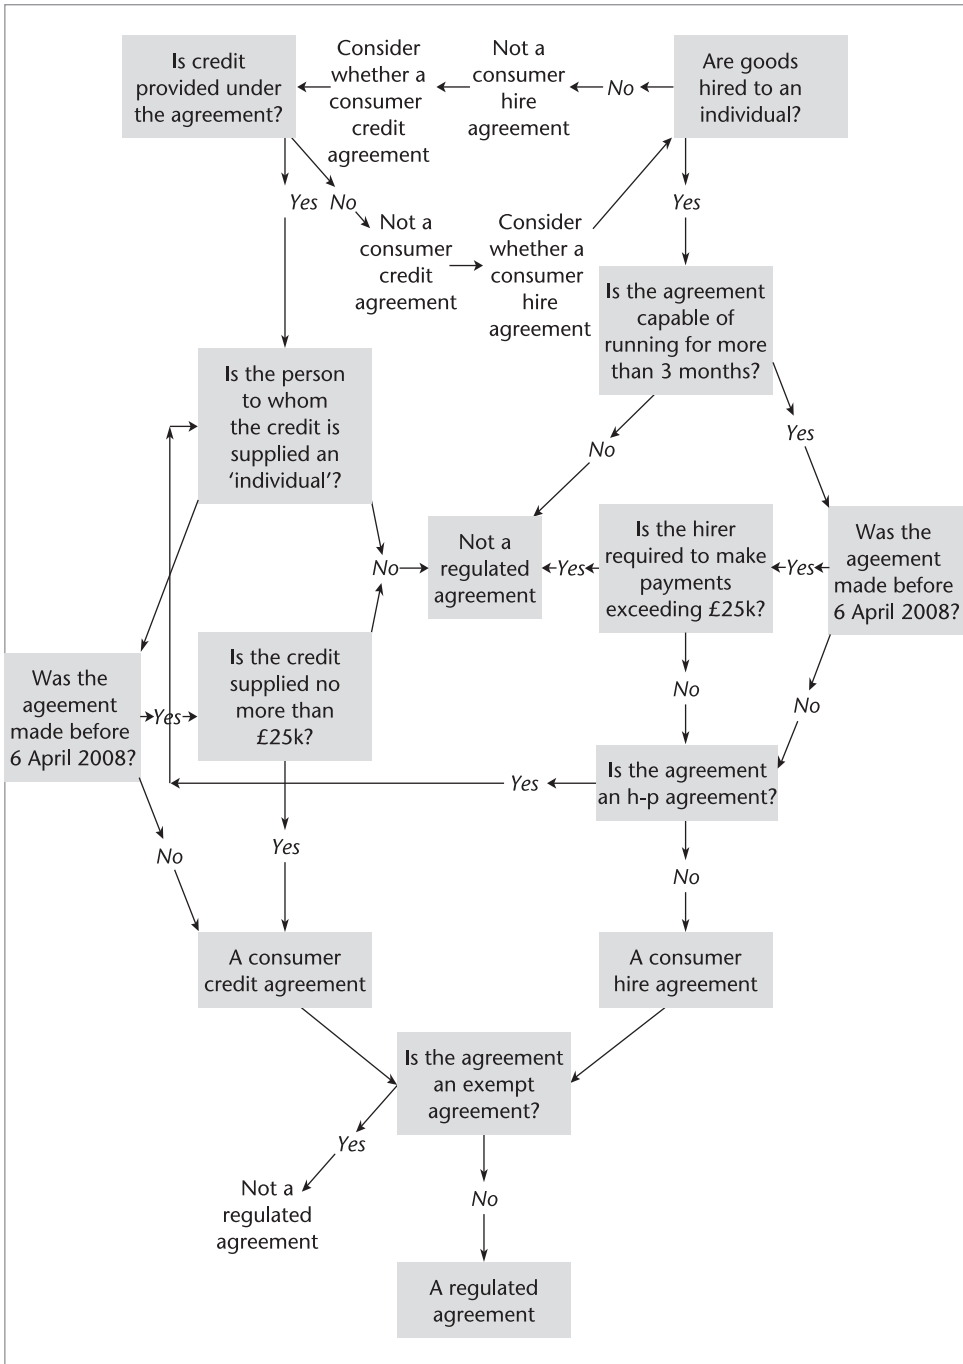 Is credit
provided under
the agreement?
Consider
whether a
consumer
credit
agreement
Not a
consumer
hire
agreement
No
Are goods
hired to an
individual?
Yes
No
Not a
consumer
credit
agreement
Consider
whether a
consumer
hire
agreement
Yes
Is the agreement
capable of
running for more
than 3 months?
Is the person
to whom
the credit is
supplied an
‘individual’?
No
Yes
No
Not a
regulated
agreement
Yes
Is the hirer
required to make
payments
exceeding £25k?
Yes
Was the
ageement
made before
6 April 2008?
Was the
ageement
made before
6 April 2008?
Yes
Is the credit
supplied no
more than
£25k?
No
No
Yes
Is the agreement
an h-p agreement?
No
Yes
No
A consumer
credit agreement
A consumer
hire agreement
Is the agreement
an exempt
agreement?
Yes
No
Not a
regulated
agreement
A regulated
agreement